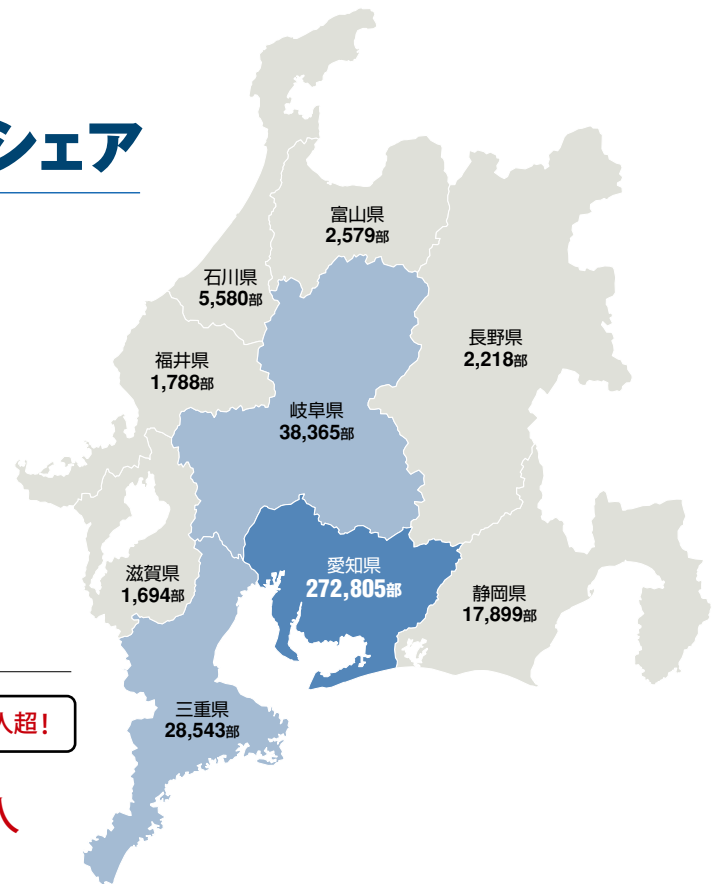 シェア
富山県
2,579部
石川県
5,580部
長野県
2,218部
福井県
1,788部
岐阜県
38,365部
愛知県
272,805部
滋賀県
1,694部
静岡県
17,899部
三重県
28,543部
人超！
人